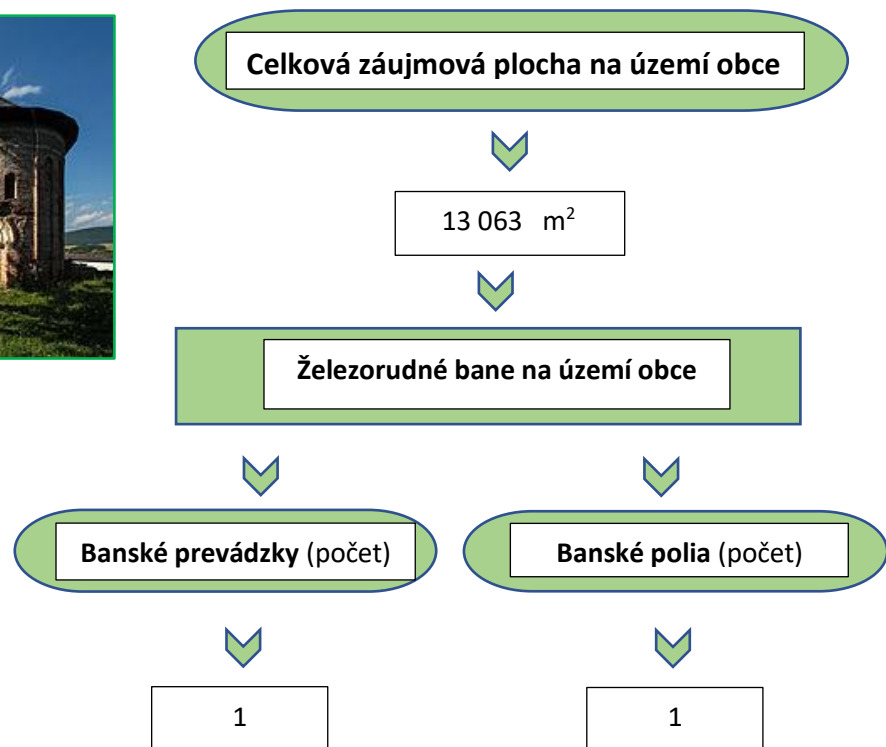 Celková záujmová plocha na území obce
13 063 m²
Železorudné bane na území obce
Banské prevádzky (počet)
Banské polia (počet)
1
1